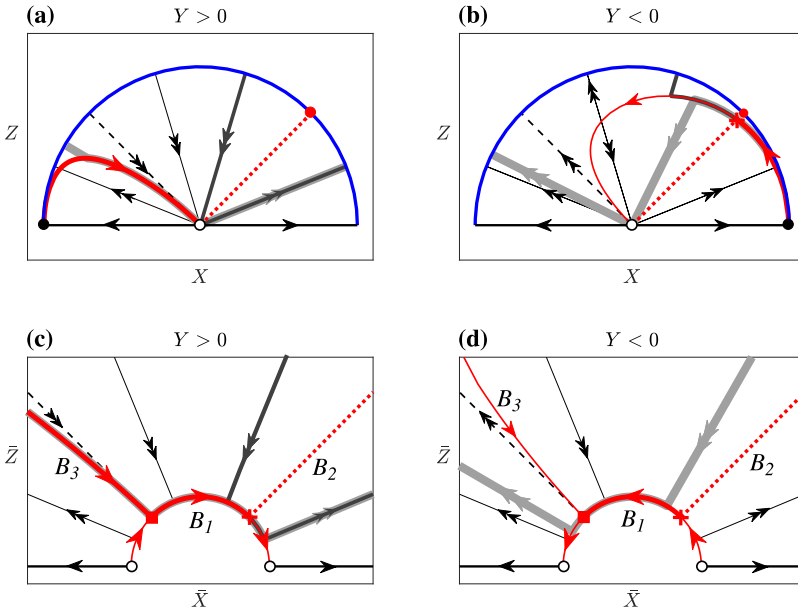 (a) Y > 0
Z
X
(b) Y < 0
Z
X
(c) Y > 0
Z̄
B3
B1
B2
X̄
(d) Y < 0
Z̄
B3
B1
B2
X̄